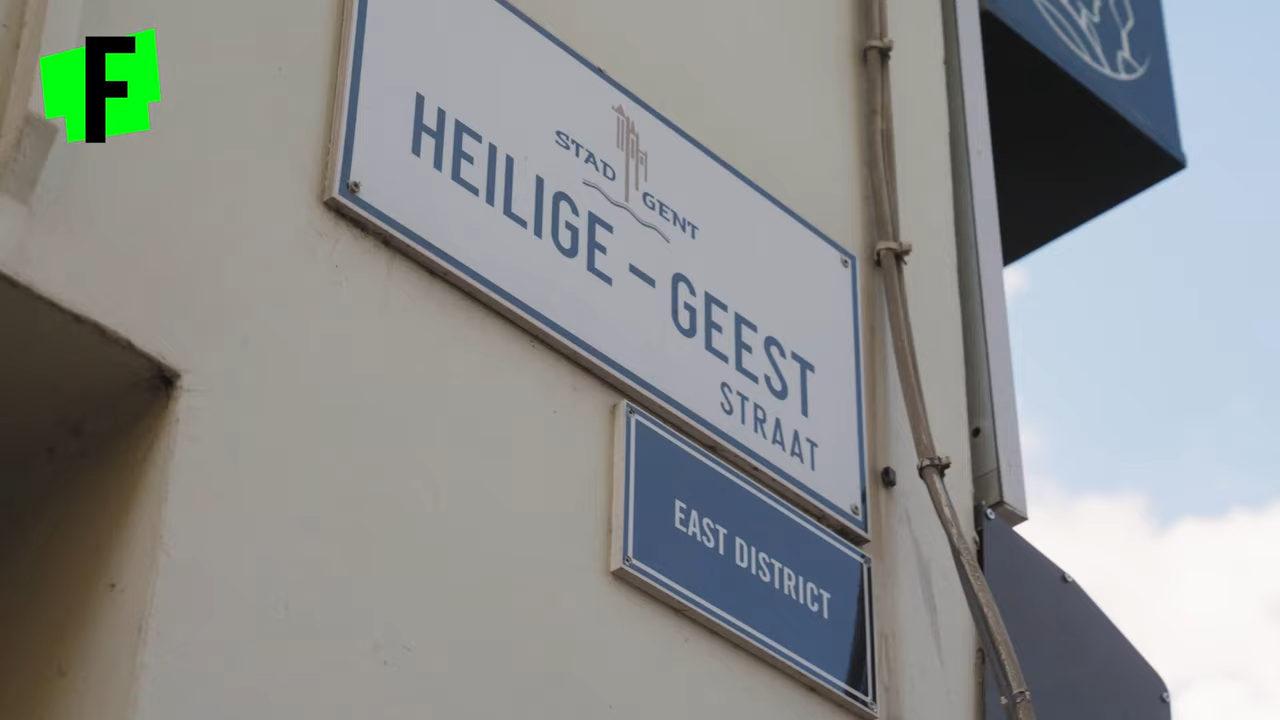 F
STAD GENT
HEILIGE – GEEST
STRAAT
EAST DISTRICT